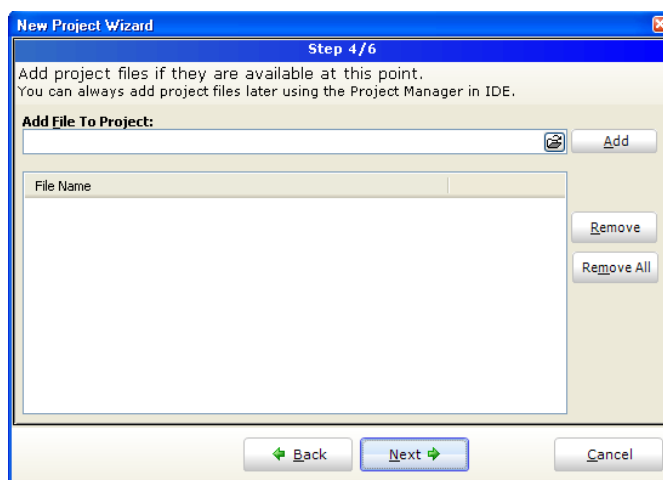 New Project Wizard
Step 4/6
Add project files if they are available at this point.
You can always add project files later using the Project Manager in IDE.
Add File To Project:
Add
File Name
Remove
Remove All
Back
Next
Cancel